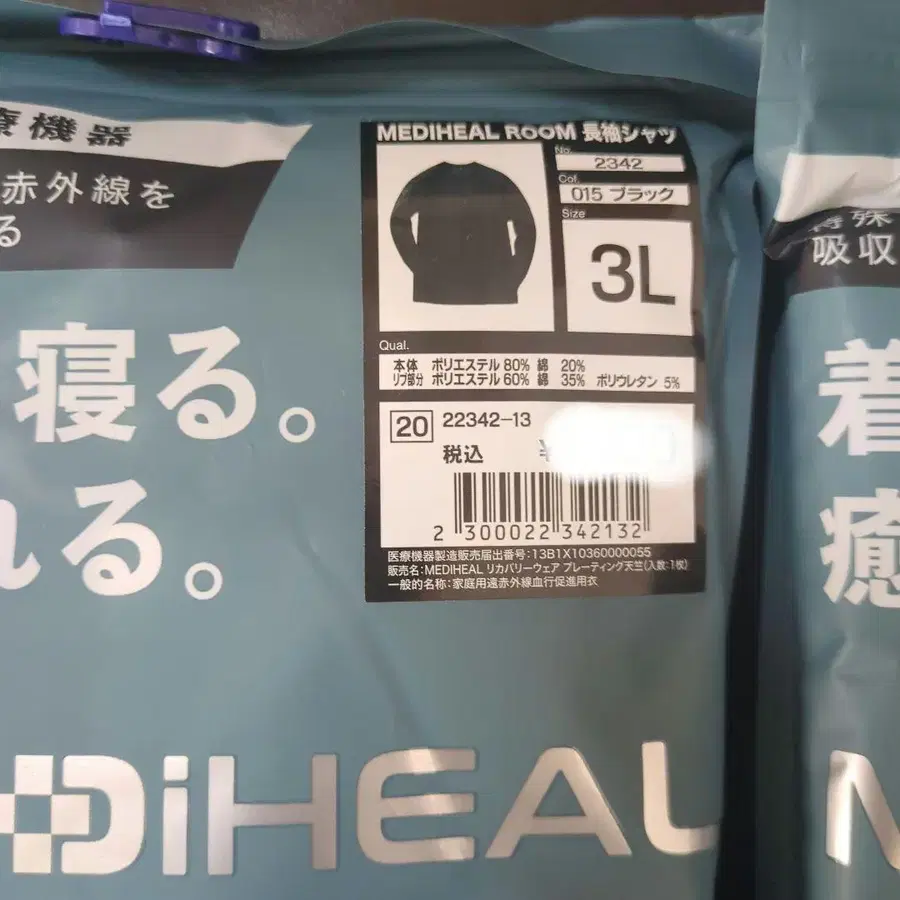 療機器
赤外線を
る
寝る。
れる。
MEDIHEAL ROOM 長袖シャツ
No.
2342
Col.
015 ブラック
Size
3L
Qual.
本体 ポリエステル 80% 綿 20%
リブ部分 ポリエステル 60% 綿 35% ポリウレタン 5%
20 22342-13
税込 ¥
2 300022 342132
医療機器製造販売届出番号:13B1X10360000055
販売名:MEDIHEAL リカバリーウェア プレーティング天竺(入数:1枚)
一般的名称:家庭用遠赤外線血行促進用衣
DiHEAL
特殊
吸収
着
癒
M